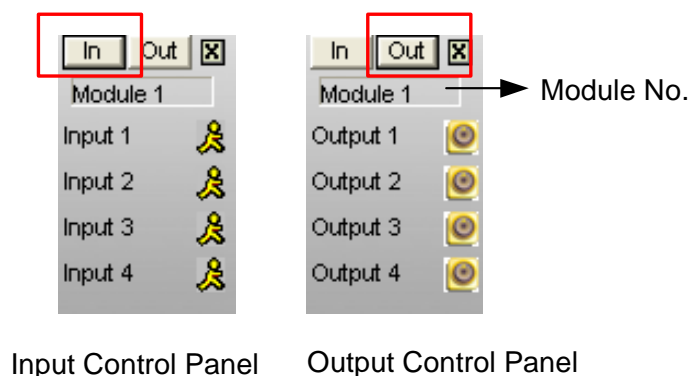 In Out X
Module 1
Input 1
Input 2
Input 3
Input 4
Input Control Panel
In Out X
Module 1
Module No.
Output 1
Output 2
Output 3
Output 4
Output Control Panel